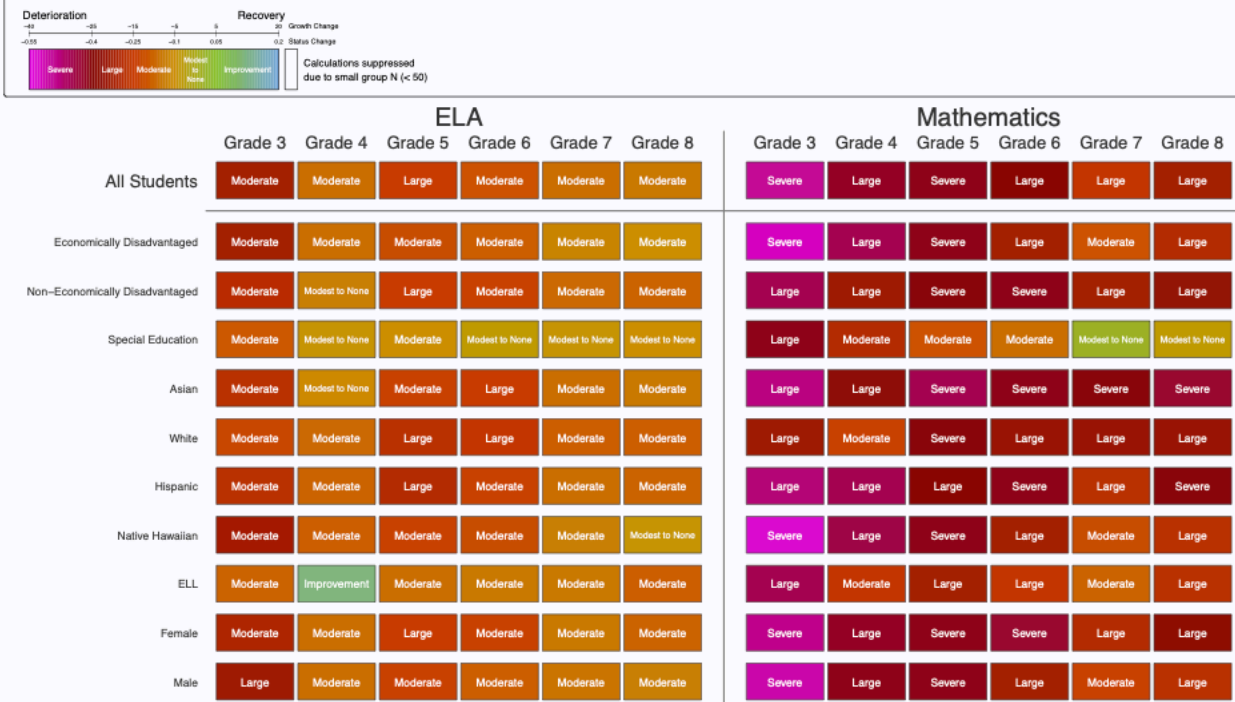 Deterioration Recovery
-40 -25 -15 -5 5 20 Growth Change
-0.55 -0.4 -0.25 -0.1 0.05 0.2 Status Change
Severe Large Moderate Modest to None Improvement
Calculations suppressed
due to small group N (< 50)
ELA Mathematics
Grade 3 Grade 4 Grade 5 Grade 6 Grade 7 Grade 8 Grade 3 Grade 4 Grade 5 Grade 6 Grade 7 Grade 8
All Students Moderate Moderate Large Moderate Moderate Moderate Severe Large Severe Large Large Large
Economically Disadvantaged Moderate Moderate Moderate Moderate Moderate Moderate Severe Large Severe Large Moderate Large
Non-Economically Disadvantaged Moderate Modest to None Large Moderate Moderate Moderate Large Large Severe Severe Large Large
Special Education Moderate Modest to None Moderate Modest to None Modest to None Modest to None Large Moderate Moderate Moderate Modest to None Modest to None
Asian Moderate Modest to None Moderate Large Moderate Moderate Large Large Severe Severe Severe Severe
White Moderate Moderate Large Large Moderate Moderate Large Moderate Severe Large Large Large
Hispanic Moderate Moderate Large Moderate Moderate Moderate Large Large Large Severe Large Severe
Native Hawaiian Moderate Moderate Moderate Moderate Moderate Modest to None Severe Large Severe Large Moderate Large
ELL Moderate Improvement Moderate Moderate Moderate Moderate Large Moderate Large Large Moderate Large
Female Moderate Moderate Large Moderate Moderate Moderate Severe Large Severe Severe Large Large
Male Large Moderate Moderate Moderate Moderate Moderate Severe Large Severe Large Moderate Large